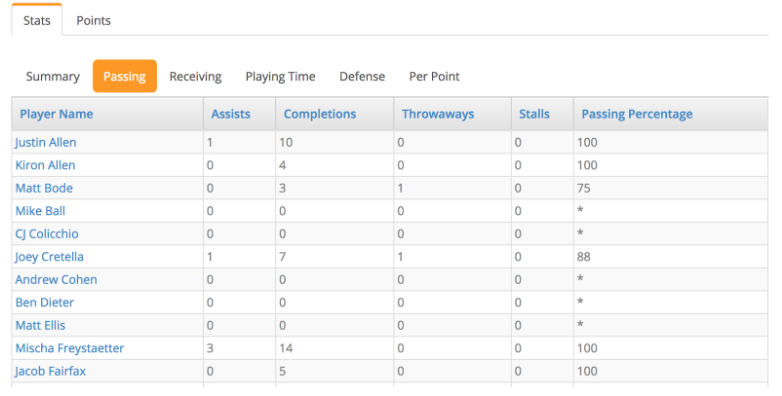 Stats Points
Summary Passing Receiving Playing Time Defense Per Point
Player Name Assists Completions Throwaways Stalls Passing Percentage
Justin Allen 1 10 0 0 100
Kiron Allen 0 4 0 0 100
Matt Bode 0 3 1 0 75
Mike Ball 0 0 0 0 *
CJ Colicchio 0 0 0 0 *
Joey Cretella 1 7 1 0 88
Andrew Cohen 0 0 0 0 *
Ben Dieter 0 0 0 0 *
Matt Ellis 0 0 0 0 *
Mischa Freystaetter 3 14 0 0 100
Jacob Fairfax 0 5 0 0 100